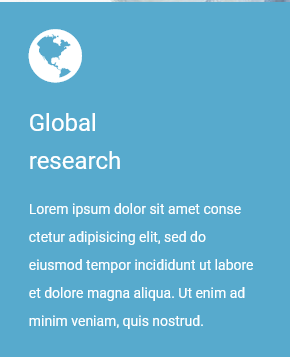 Global
research
Lorem ipsum dolor sit amet conse
ctetur adipisicing elit, sed do
eiusmod tempor incididunt ut labore
et dolore magna aliqua. Ut enim ad
minim veniam, quis nostrud.